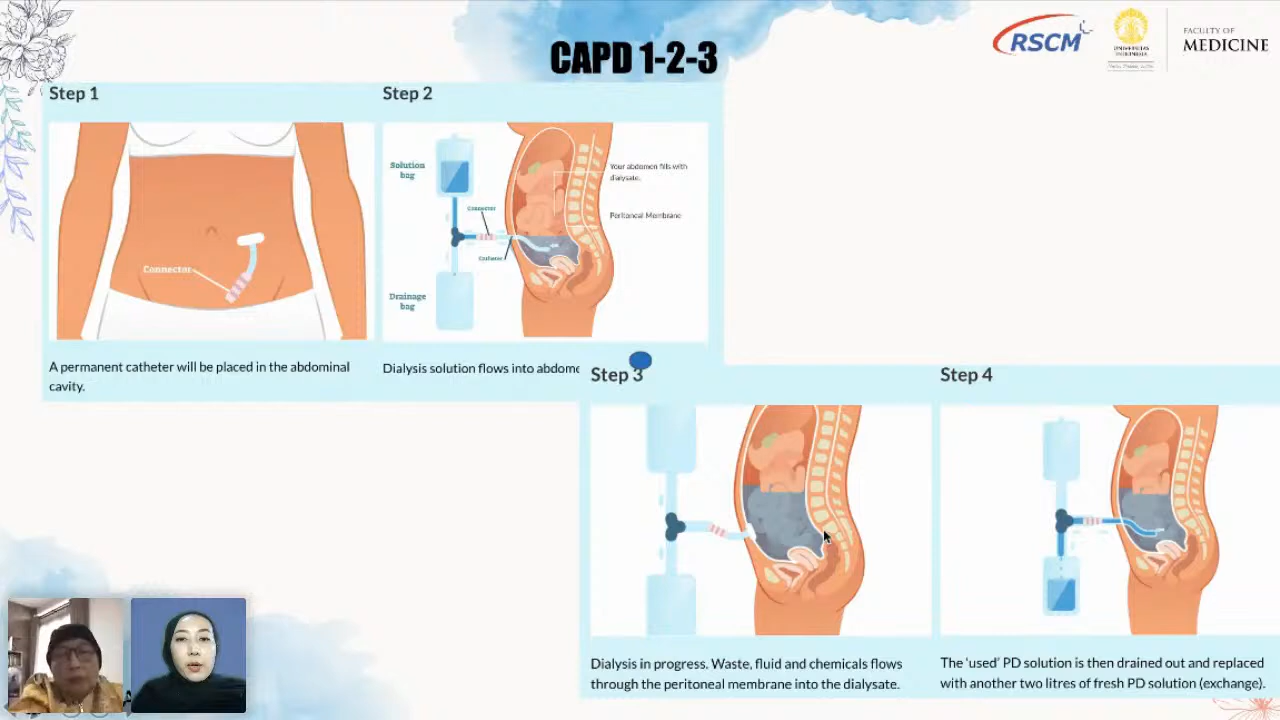 CAPD 1-2-3
RSCM
UNIVERSITAS
INDONESIA
FACULTY OF
MEDICINE
Step 1
Connector
A permanent catheter will be placed in the abdominal
cavity.
Step 2
Solution
bag
Connector
Catheter
Drainage
bag
Your abdomen fills with
dialysate.
Peritoneal Membrane
Dialysis solution flows into abdome
Step 3
Dialysis in progress. Waste, fluid and chemicals flows
through the peritoneal membrane into the dialysate.
Step 4
The 'used' PD solution is then drained out and replaced
with another two litres of fresh PD solution (exchange).